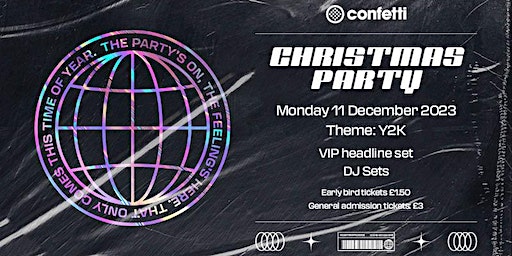 THE PARTY'S ON, THE FEELING'S HERE, THAT ONLY COMES THIS TIME OF YEAR.
confetti
CHRISTMAS
PARTY
Monday 11 December 2023
Theme: Y2K
VIP headline set
DJ Sets
Early bird tickets £1.50
General admission tickets: £3